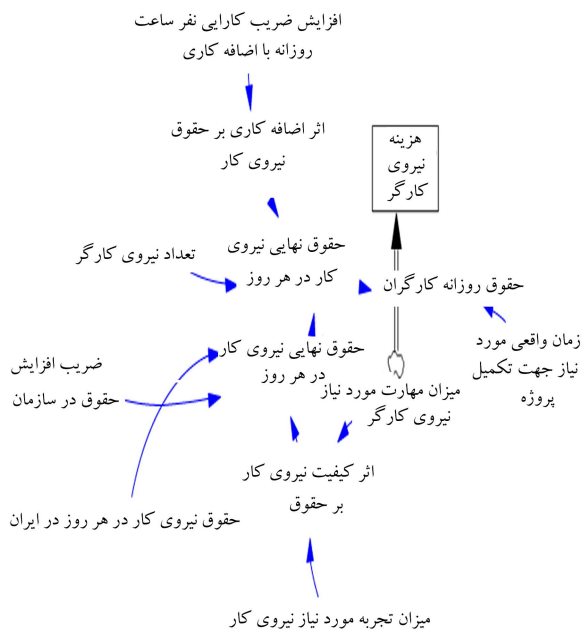 افزایش ضریب کارایی نفر ساعت
روزانه با اضافه کاری
اثر اضافه کاری بر حقوق
نیروی کار
هزینه
نیروی
کارگر
حقوق نهایی نیروی
کار در هر روز
تعداد نیروی کارگر
حقوق روزانه کارگران
زمان واقعی مورد
نیاز جهت تکمیل
پروژه
حقوق نهایی نیروی کار
در هر روز
ضریب افزایش
حقوق در سازمان
میزان مهارت مورد نیاز
نیروی کارگر
اثر کیفیت نیروی کار
بر حقوق
حقوق نیروی کار در هر روز در ایران
میزان تجربه مورد نیاز نیروی کار